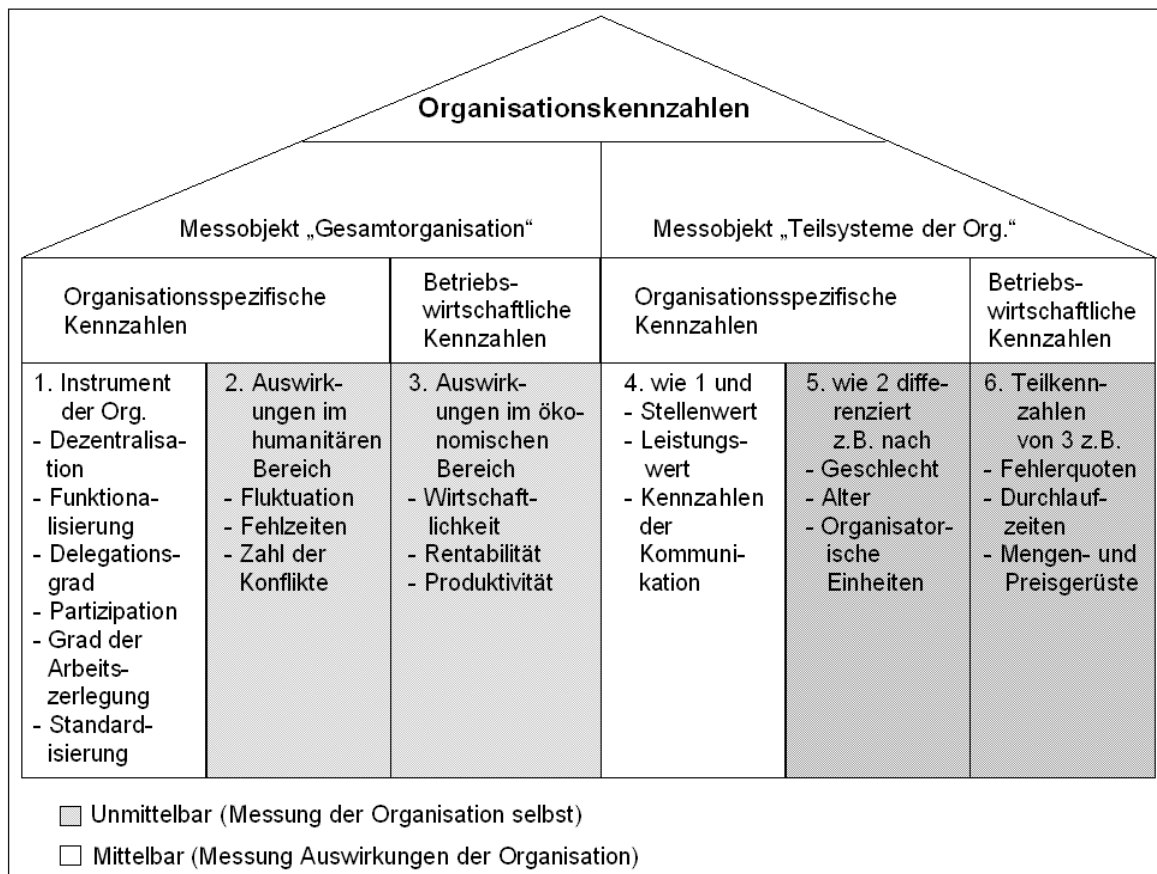 Organisationskennzahlen
Messobjekt „Gesamtorganisation“
Messobjekt „Teilsysteme der Org.“
Organisationsspezifische
Kennzahlen
Betriebs-
wirtschaftliche
Kennzahlen
Organisationsspezifische
Kennzahlen
Betriebs-
wirtschaftliche
Kennzahlen
1. Instrument
der Org.
- Dezentralisa-
tion
- Funktiona-
lisierung
- Delegations-
grad
- Partizipation
- Grad der
Arbeits-
zerlegung
- Standard-
isierung
2. Auswirk-
ungen im
humanitären
Bereich
- Fluktuation
- Fehlzeiten
- Zahl der
Konflikte
3. Auswirk-
ungen im öko-
nomischen
Bereich
- Wirtschaft-
lichkeit
- Rentabilität
- Produktivität
4. wie 1 und
- Stellenwert
- Leistungs-
wert
- Kennzahlen
der
Kommuni-
kation
5. wie 2 diffe-
renziert
z.B. nach
- Geschlecht
- Alter
- Organisator-
ische
Einheiten
6. Teilkenn-
zahlen
von 3 z.B.
- Fehlerquoten
- Durchlauf-
zeiten
- Mengen- und
Preisgerüste
Unmittelbar (Messung der Organisation selbst)
Mittelbar (Messung Auswirkungen der Organisation)